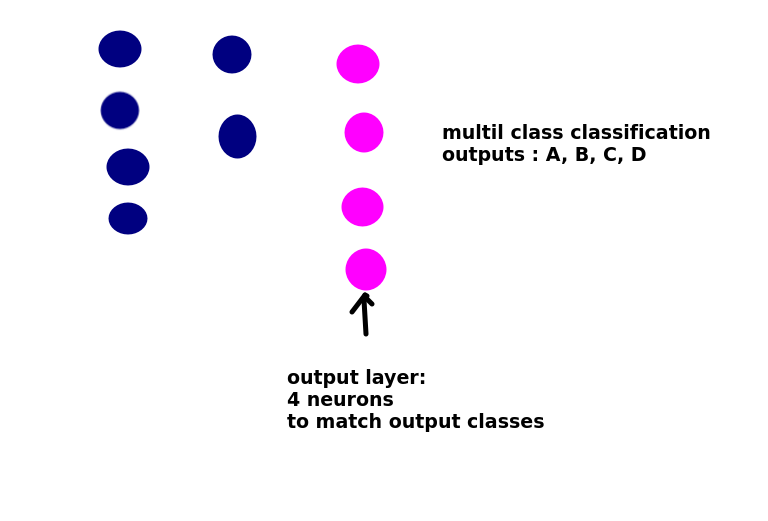 multil class classification
outputs : A, B, C, D
output layer:
4 neurons
to match output classes